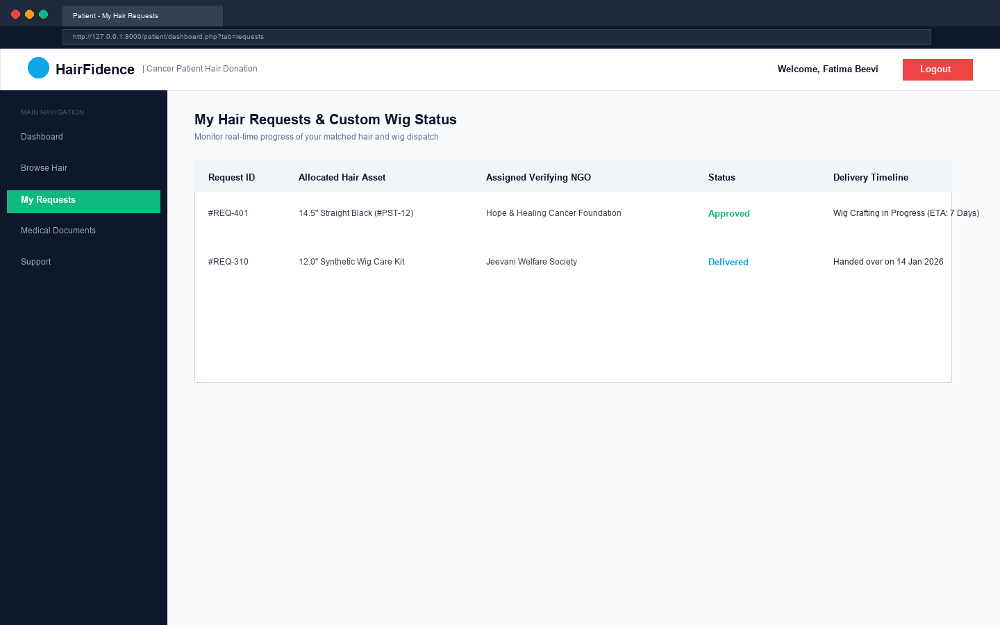 Patient - My Hair Requests
http://127.0.0.1:8000/patient/dashboard.php?tab=requests
HairFidence | Cancer Patient Hair Donation Welcome, Fatima Beevi Logout
MAIN NAVIGATION
Dashboard
Browse Hair
My Requests
Medical Documents
Support
My Hair Requests & Custom Wig Status
Monitor real-time progress of your matched hair and wig dispatch
Request ID Allocated Hair Asset Assigned Verifying NGO Status Delivery Timeline
#REQ-401 14.5" Straight Black (#PST-12) Hope & Healing Cancer Foundation Approved Wig Crafting in Progress (ETA: 7 Days)
#REQ-310 12.0" Synthetic Wig Care Kit Jeevani Welfare Society Delivered Handed over on 14 Jan 2026